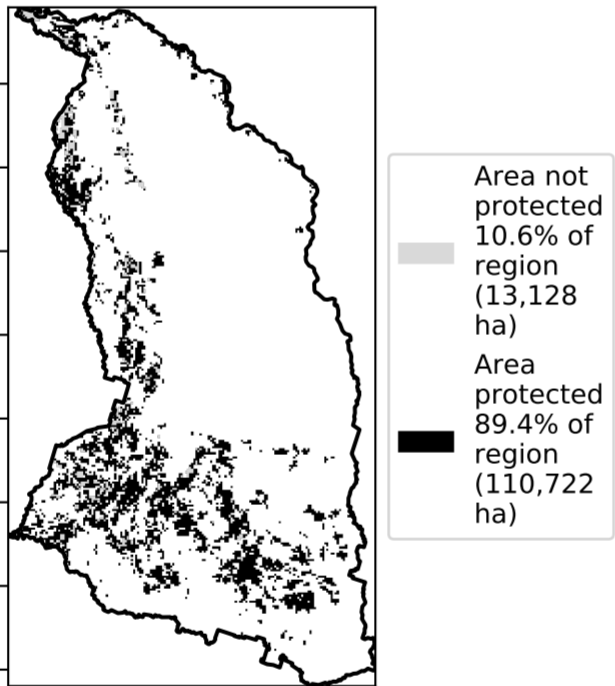 Area not
protected
10.6% of
region
(13,128
ha)
Area
protected
89.4% of
region
(110,722
ha)